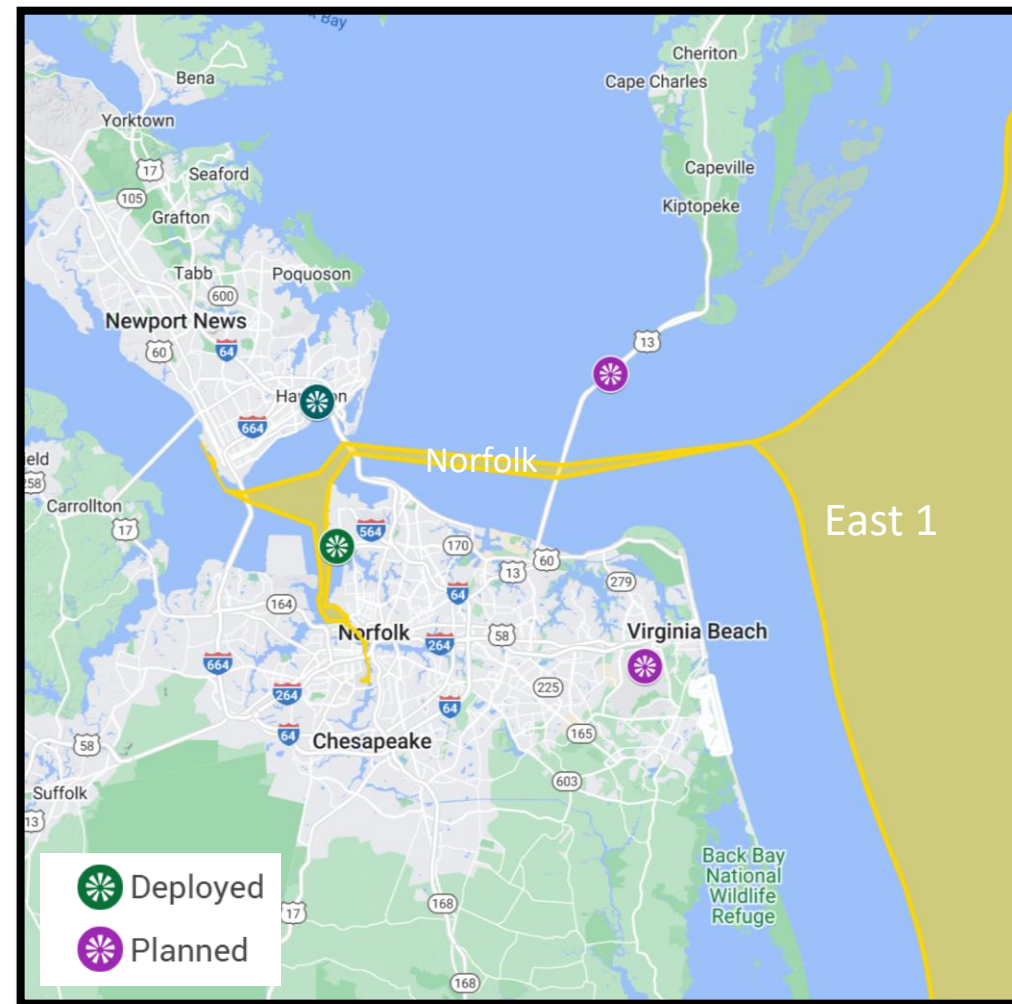 Bay
Cheriton
Bena
Cape Charles
Yorktown
17
Seaford
Capeville
105
Grafton
Kiptopeke
Tabb
Poquoson
600
Newport News
13
60
64
664
Norfolk
258
Carrollton
East 1
17
564
170
60
13
279
64
164
Norfolk
264
58
Virginia Beach
664
264
225
64
64
Chesapeake
165
58
603
Suffolk
13
Back Bay
National
Wildlife
Refuge
Deployed
17
168
Planned
168